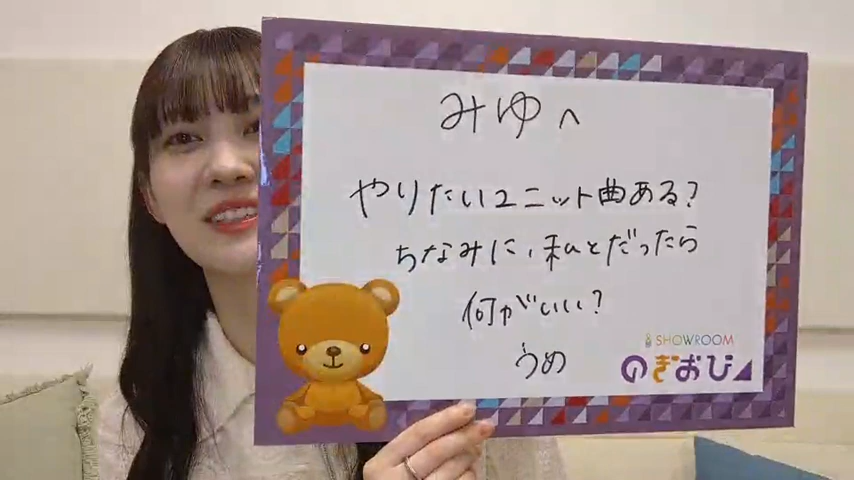 みゆへ
やりたいユニット曲ある?
ちなみに、私とだったら
何がいい?
うめ
SHOWROOM
のぎおび